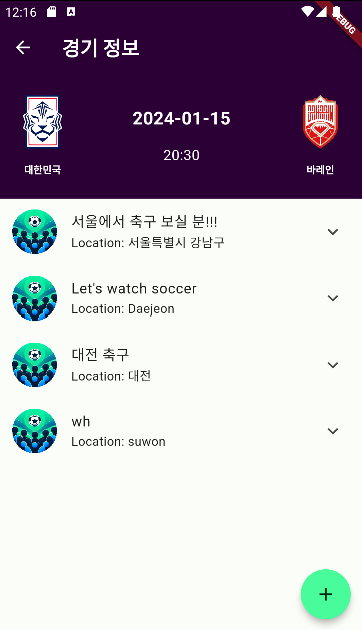 12:16
A
DEBUG
경기 정보
2024-01-15
20:30
대한민국
바레인
서울에서 축구 보실 분!!!
Location: 서울특별시 강남구
Let's watch soccer
Location: Daejeon
대전 축구
Location: 대전
wh
Location: suwon